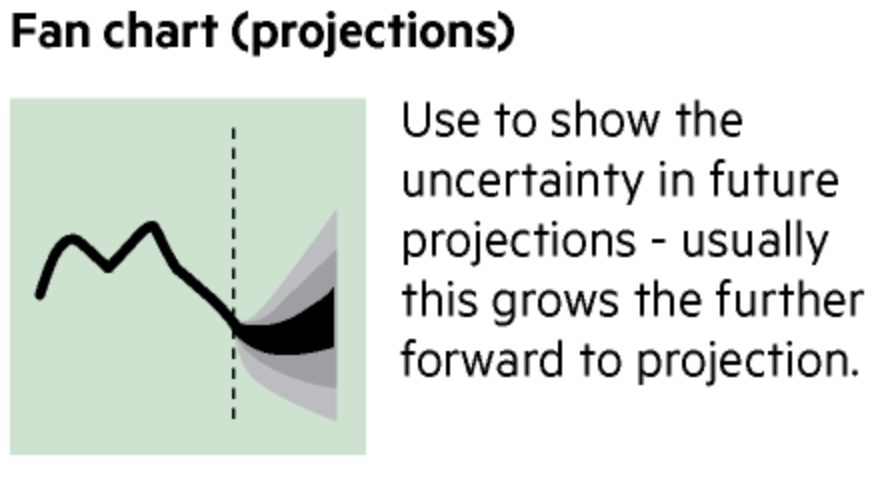 Fan chart (projections)
Use to show the
uncertainty in future
projections - usually
this grows the further
forward to projection.